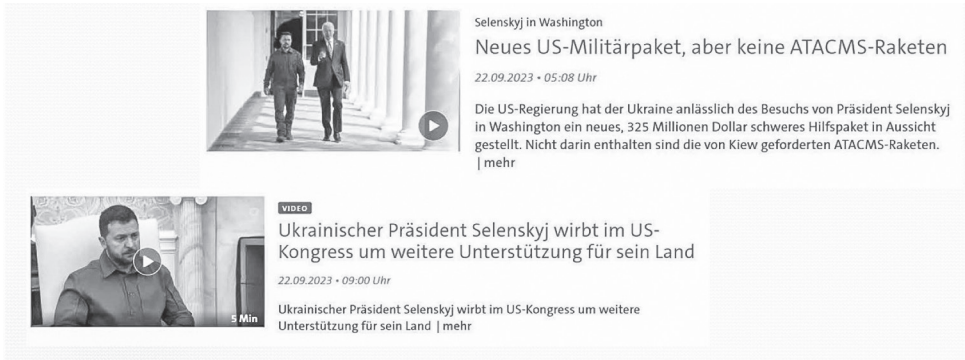 Selenskyj in Washington
Neues US-Militärpaket, aber keine ATACMS-Raketen
22.09.2023 • 05:08 Uhr
Die US-Regierung hat der Ukraine anlässlich des Besuchs von Präsident Selenskyj
in Washington ein neues, 325 Millionen Dollar schweres Hilfspaket in Aussicht
gestellt. Nicht darin enthalten sind die von Kiew geforderten ATACMS-Raketen.
| mehr
VIDEO
Ukrainischer Präsident Selenskyj wirbt im US-
Kongress um weitere Unterstützung für sein Land
22.09.2023 • 09:00 Uhr
5 Min
Ukrainischer Präsident Selenskyj wirbt im US-Kongress um weitere
Unterstützung für sein Land | mehr